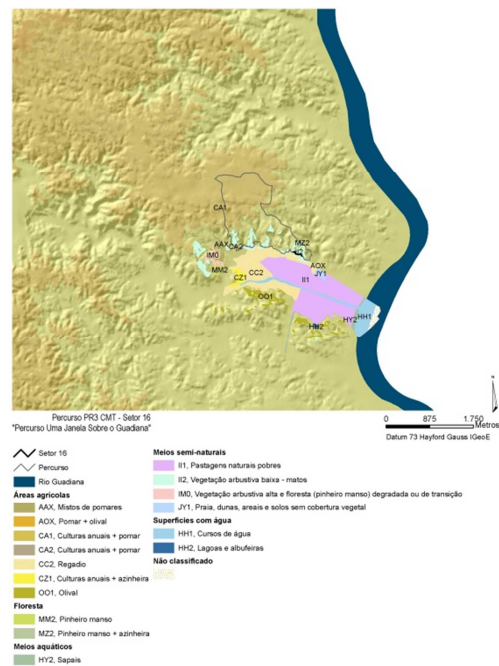 CA1
AAX
CA2
MZ2
IM0
MM2
CZ1
CC2
AOX
JY1
II1
OO1
HH2
HY2
HH1
N
Percurso PR3 CMT - Setor 16
"Percurso Uma Janela Sobre o Guadiana"
0 875 1.750
Metros
Datum 73 Hayford Gauss IGeoE
Setor 16
Percurso
Rio Guadiana
Áreas agrícolas
AAX, Mistos de pomares
AOX, Pomar + olival
CA1, Culturas anuais + pomar
CA2, Culturas anuais + pomar
CC2, Regadio
CZ1, Culturas anuais + azinheira
OO1, Olival
Floresta
MM2, Pinheiro manso
MZ2, Pinheiro manso + azinheira
Meios aquáticos
HY2, Sapais
Meios semi-naturais
II1, Pastagens naturais pobres
II2, Vegetação arbustiva baixa - matos
IM0, Vegetação arbustiva alta e floresta (pinheiro manso) degradada ou de transição
JY1, Praia, dunas, areais e solos sem cobertura vegetal
Superfícies com água
HH1, Cursos de água
HH2, Lagoas e albufeiras
Não classificado